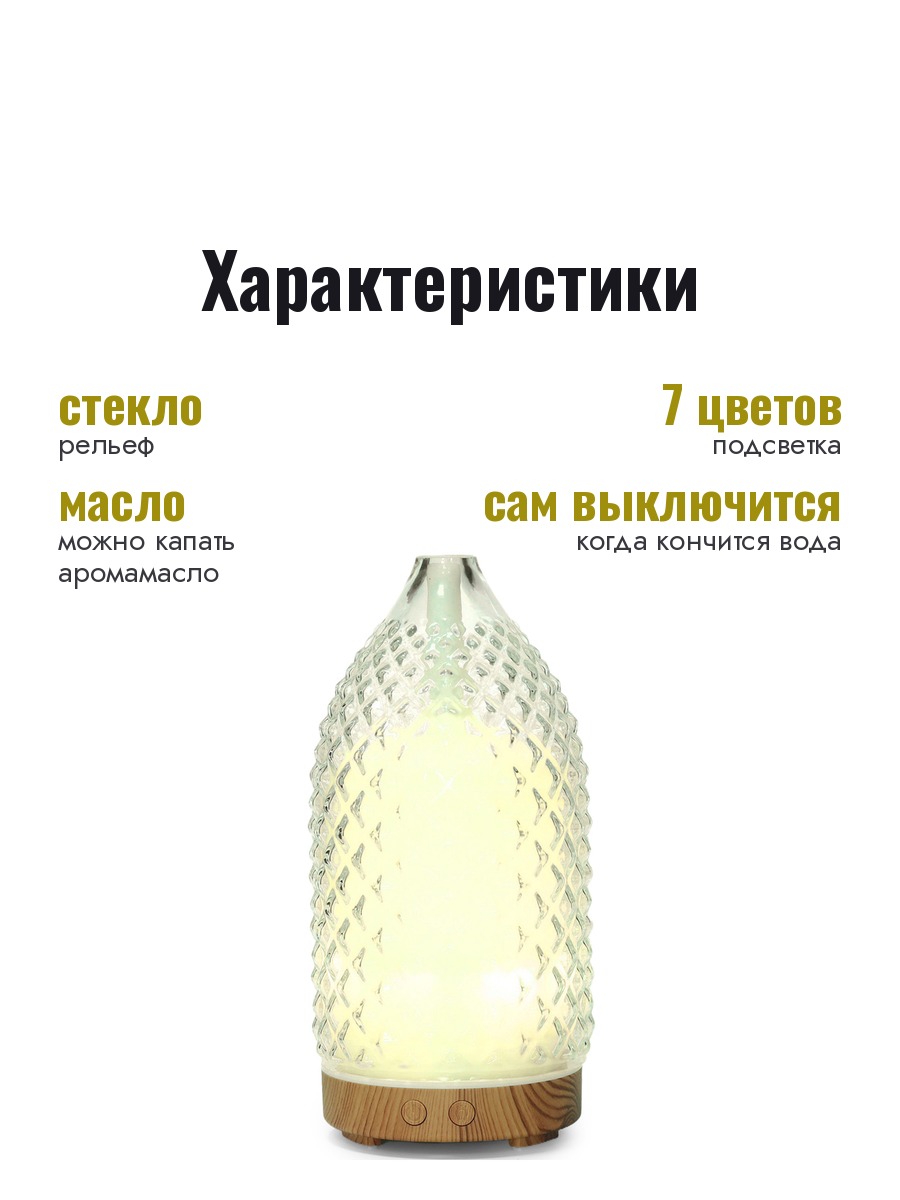 Характеристики
стекло
рельеф
масло
можно капать
аромамасло
7 цветов
подсветка
сам выключится
когда кончится вода